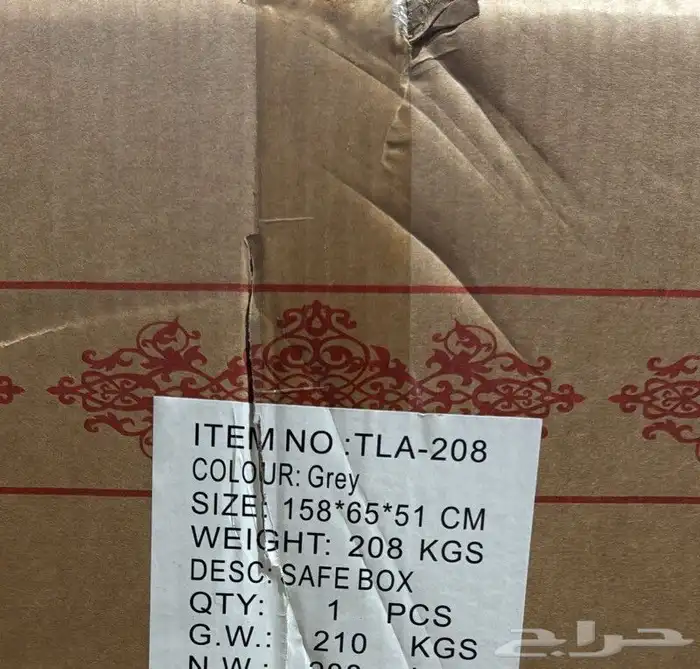 ITEM NO :TLA-208
COLOUR: Grey
SIZE: 158*65*51 CM
WEIGHT: 208 KGS
DESC: SAFE BOX
QTY: 1 PCS
G.W.: 210 KGS
N.W.:
حراج